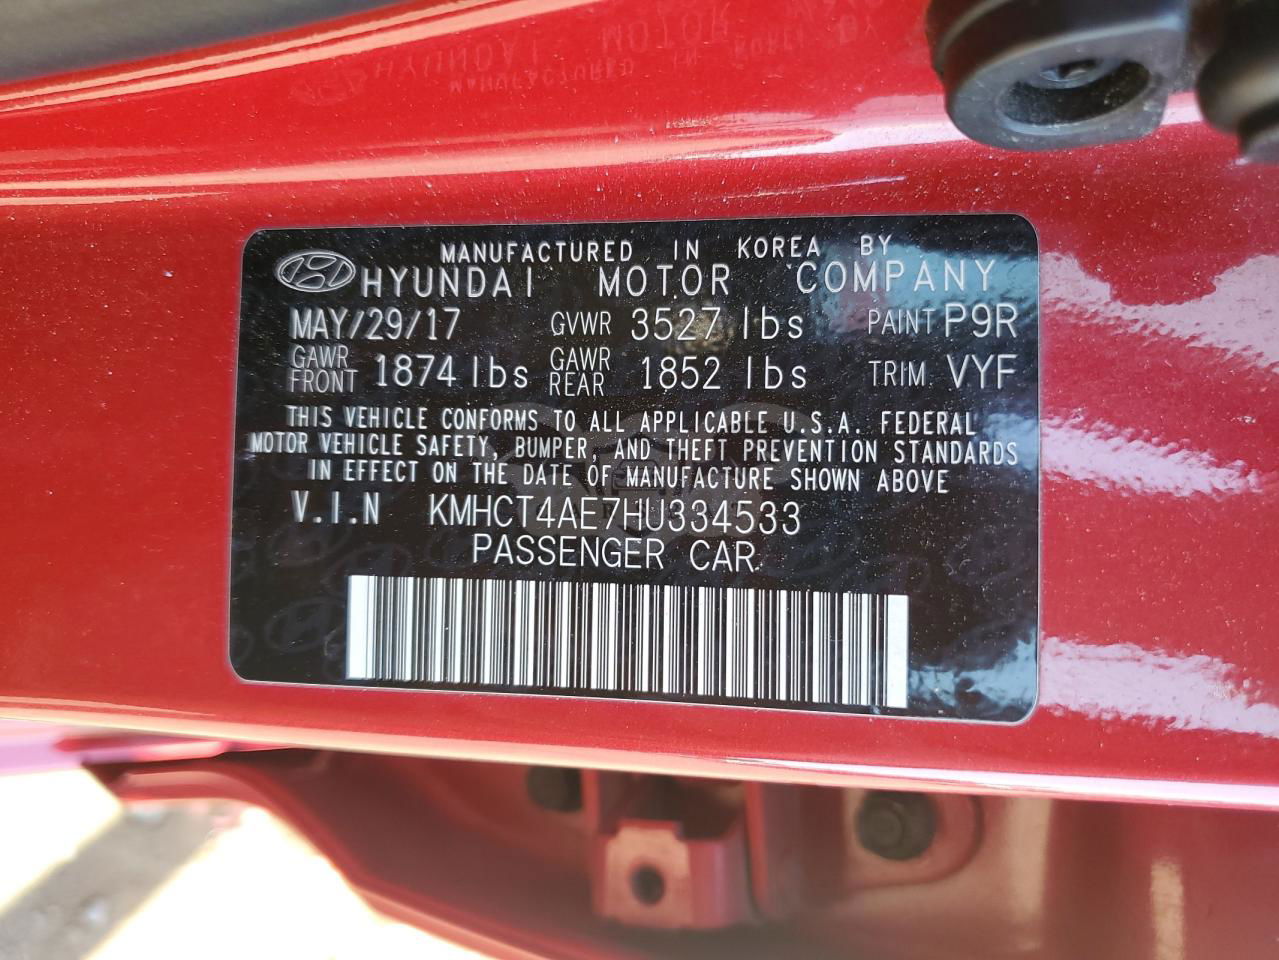 MANUFACTURED IN KOREA BY
HYUNDAI MOTOR COMPANY
MAY/29/17 GVWR 3527 lbs PAINT P9R
GAWR FRONT 1874 lbs GAWR REAR 1852 lbs TRIM VYF
THIS VEHICLE CONFORMS TO ALL APPLICABLE U.S.A. FEDERAL
MOTOR VEHICLE SAFETY, BUMPER, AND THEFT PREVENTION STANDARDS
IN EFFECT ON THE DATE OF MANUFACTURE SHOWN ABOVE
V.I.N KMHCT4AE7HU334533
PASSENGER CAR